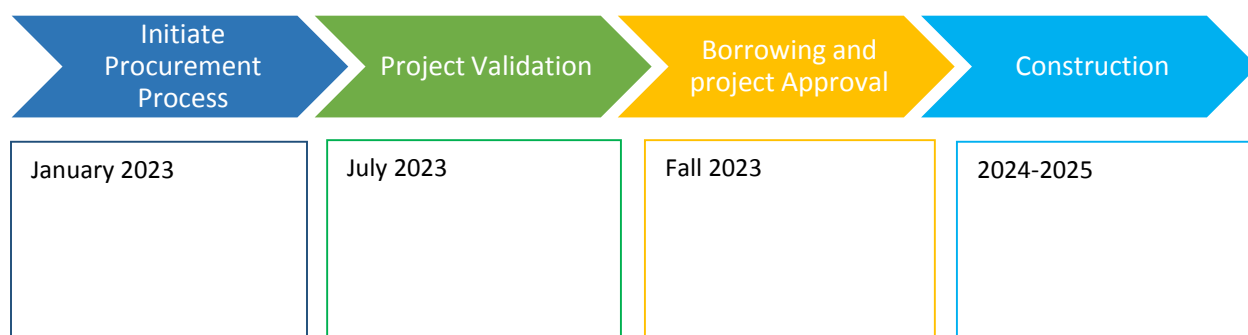 Initiate
Procurement
Process
Project Validation
Borrowing and
project Approval
Construction
January 2023
July 2023
Fall 2023
2024-2025